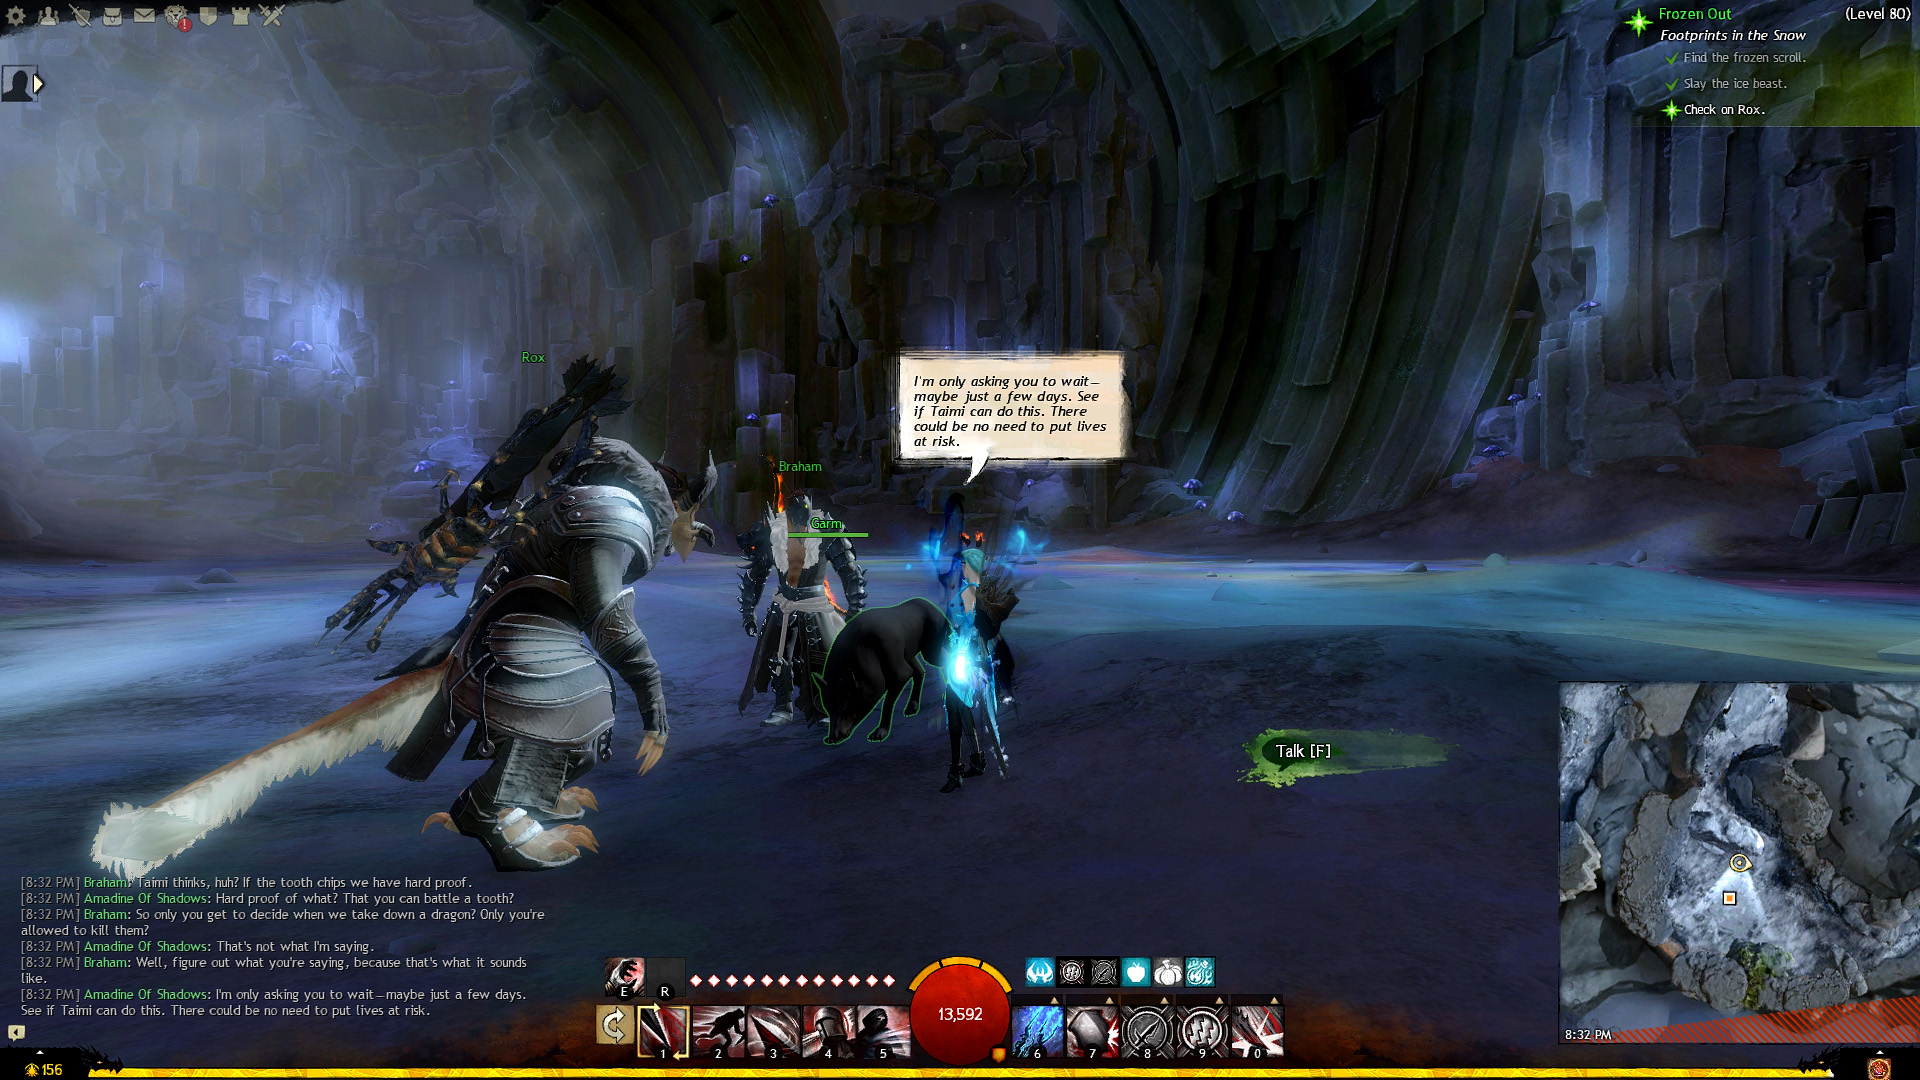 Frozen Out
(Level 80)
Footprints in the Snow
Find the frozen scroll.
Slay the ice beast.
Check on Rox.
Rox
I'm only asking you to wait—
maybe just a few days. See
if Taimi can do this. There
could be no need to put lives
at risk.
Braham
Garm
Talk [F]
[8:32 PM] Braham: Taimi thinks, huh? If the tooth chips we have hard proof.
[8:32 PM] Amadine Of Shadows: Hard proof of what? That you can battle a tooth?
[8:32 PM] Braham: So only you get to decide when we take down a dragon? Only you're
allowed to kill them?
[8:32 PM] Amadine Of Shadows: That's not what I'm saying.
[8:32 PM] Braham: Well, figure out what you're saying, because that's what it sounds
like.
[8:32 PM] Amadine Of Shadows: I'm only asking you to wait—maybe just a few days.
See if Taimi can do this. There could be no need to put lives at risk.
E
R
13,592
1
2
3
4
5
6
7
8
9
0
8:32 PM
156